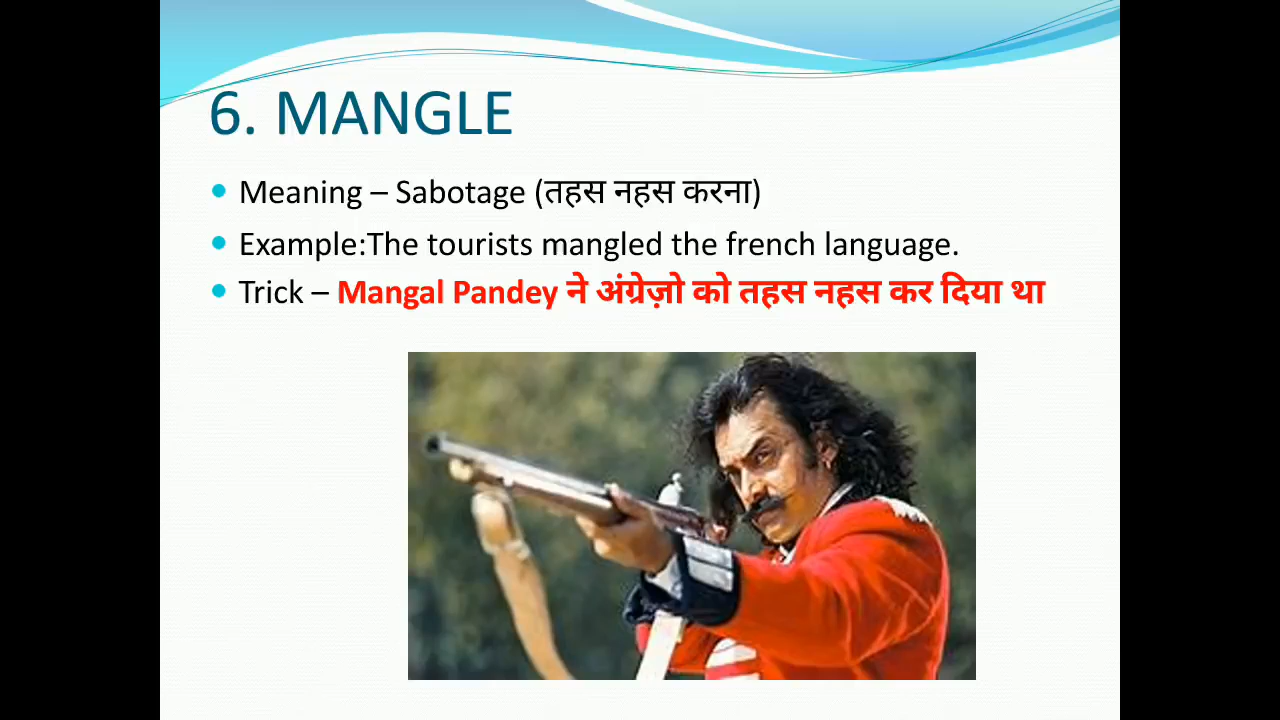 6. MANGLE
Meaning – Sabotage (तहस नहस करना)
Example:The tourists mangled the french language.
Trick – Mangal Pandey ने अंग्रेज़ो को तहस नहस कर दिया था